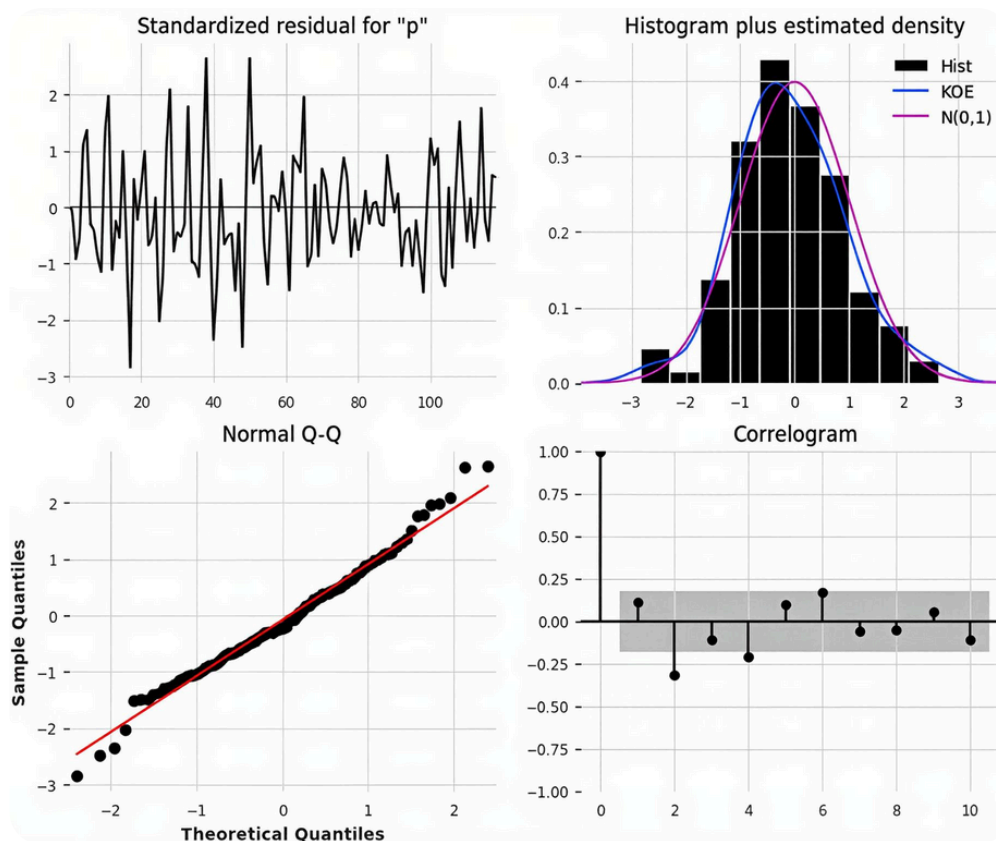 Standardized residual for "p"
2
1
0
−1
−2
−3
0 20 40 60 80 100
Histogram plus estimated density
Hist
KOE
N(0,1)
0.4
0.3
0.2
0.1
0.0
−3 −2 −1 0 1 2 3
Normal Q-Q
Sample Quantiles
2
1
0
−1
−2
−3
−2 −1 0 1 2
Theoretical Quantiles
Correlogram
1.00
0.75
0.50
0.25
0.00
−0.25
−0.50
−0.75
−1.00
0 2 4 6 8 10